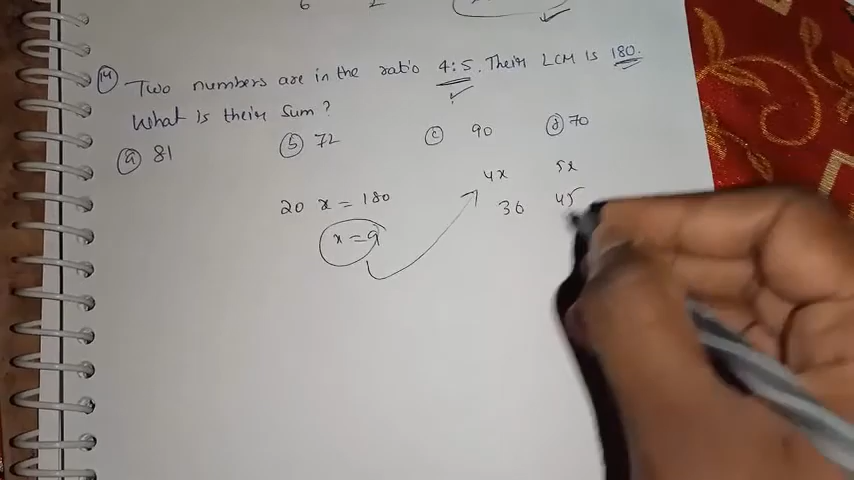 6
14 Two numbers are in the ratio 4:5. Their LCM is 180.
What is their sum?
a 81 b 72 c 90 d 70
4x 5x
20 x = 180 36 45
x = 9